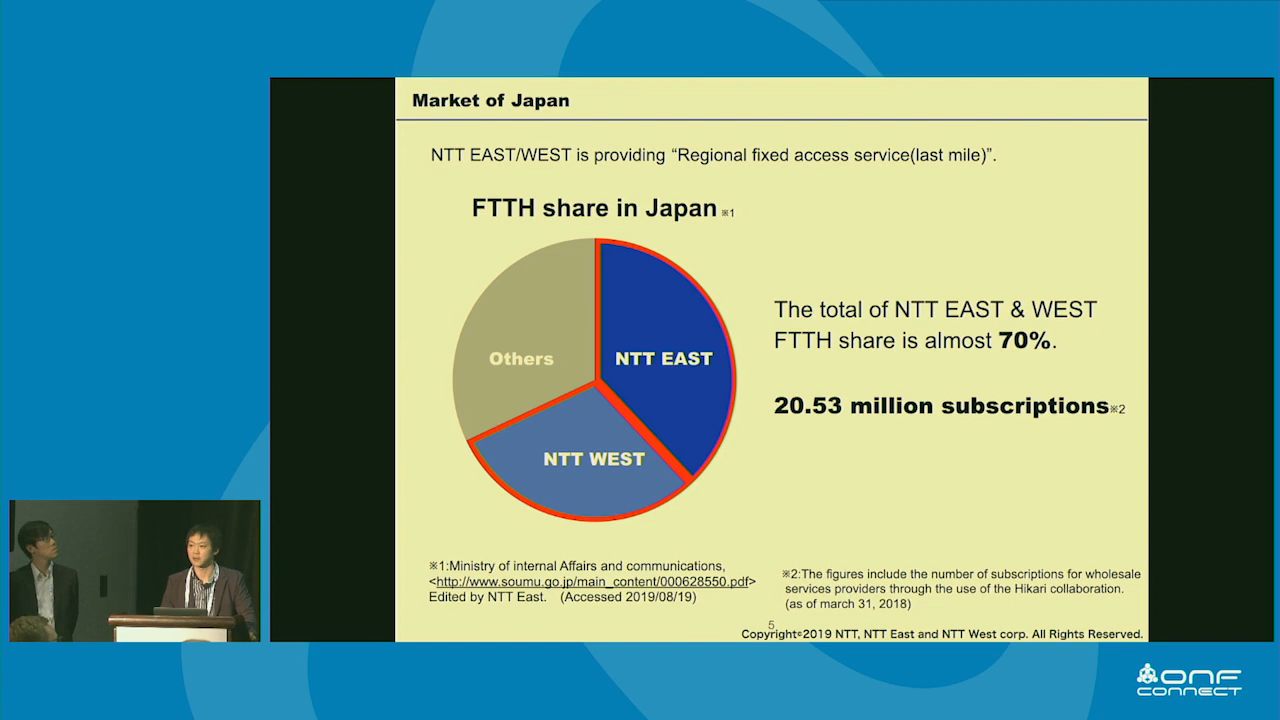 Market of Japan
NTT EAST/WEST is providing “Regional fixed access service(last mile)”.
FTTH share in Japan ※1
Others
NTT EAST
NTT WEST
The total of NTT EAST & WEST
FTTH share is almost 70%.
20.53 million subscriptions※2
※1:Ministry of internal Affairs and communications,
<http://www.soumu.go.jp/main_content/000628550.pdf>
Edited by NTT East. (Accessed 2019/08/19)
※2:The figures include the number of subscriptions for wholesale
services providers through the use of the Hikari collaboration.
(as of march 31, 2018)
5
Copyright©2019 NTT, NTT East and NTT West corp. All Rights Reserved.
ONF
CONNECT